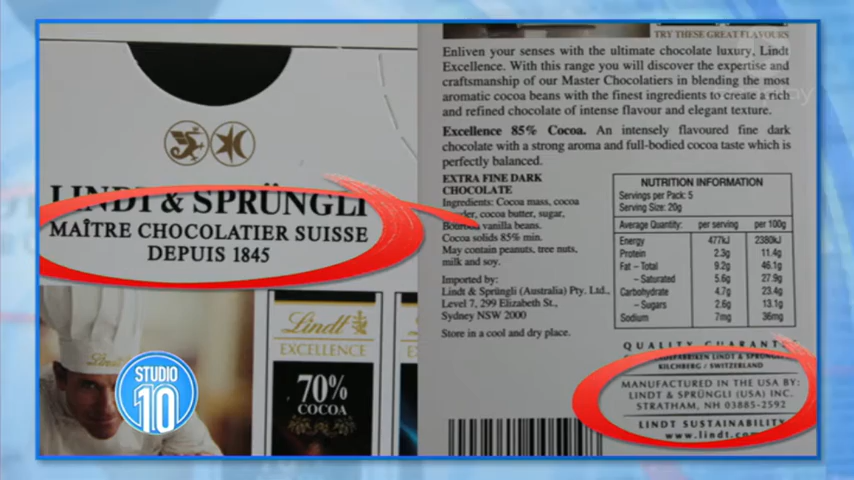 LINDT & SPRÜNGLI
MAÎTRE CHOCOLATIER SUISSE
DEPUIS 1845
Lindt
Lindt
EXCELLENCE
70%
COCOA
STUDIO
10
TRY THESE GREAT FLAVOURS
Enliven your senses with the ultimate chocolate luxury, Lindt
Excellence. With this range you will discover the expertise and
craftsmanship of our Master Chocolatiers in blending the most
aromatic cocoa beans with the finest ingredients to create a rich
and refined chocolate of intense flavour and elegant texture.
Excellence 85% Cocoa. An intensely flavoured fine dark
chocolate with a strong aroma and full-bodied cocoa taste which is
perfectly balanced.
EXTRA FINE DARK
CHOCOLATE
Ingredients: Cocoa mass, cocoa
cocoa butter, sugar,
vanilla beans.
Cocoa solids 85% min.
May contain peanuts, tree nuts,
milk and soy.
Imported by:
Lindt & Sprüngli (Australia) Pty. Ltd.,
Level 7, 299 Elizabeth St.,
Sydney NSW 2000
Store in a cool and dry place.
NUTRITION INFORMATION
Servings per Pack: 5
Serving Size: 20g
Average Quantity: per serving per 100g
Energy 477kJ 2380kJ
Protein 2.3g 11.4g
Fat – Total 9.2g 46.1g
– Saturated 5.6g 27.9g
Carbohydrate 4.7g 23.4g
– Sugars 2.6g 13.1g
Sodium 7mg 36mg
QUALITY
LINDT & SPRÜNGLI
KILCHBERG / SWITZERLAND
MANUFACTURED IN THE USA BY:
LINDT & SPRÜNGLI (USA) INC.
STRATHAM, NH 03885-2592
LINDT SUSTAINABILITY